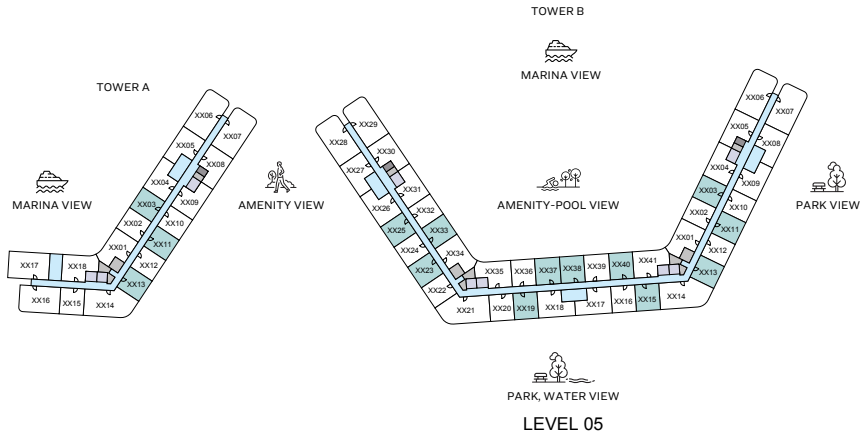 TOWER B
MARINA VIEW
TOWER A
XX06
XX07
XX05
XX08
XX04
XX09
XX03
XX10
XX02
XX11
XX01
XX12
XX13
XX17
XX18
XX16
XX15
XX14
MARINA VIEW
AMENITY VIEW
XX29
XX28
XX30
XX27
XX31
XX26
XX32
XX25
XX33
XX24
XX34
XX23
XX22
XX35
XX36
XX37
XX38
XX39
XX40
XX41
XX21
XX20
XX19
XX18
XX17
XX16
XX15
XX14
AMENITY-POOL VIEW
XX06
XX07
XX05
XX08
XX04
XX09
XX03
XX10
XX02
XX11
XX01
XX12
XX13
PARK VIEW
PARK, WATER VIEW
LEVEL 05